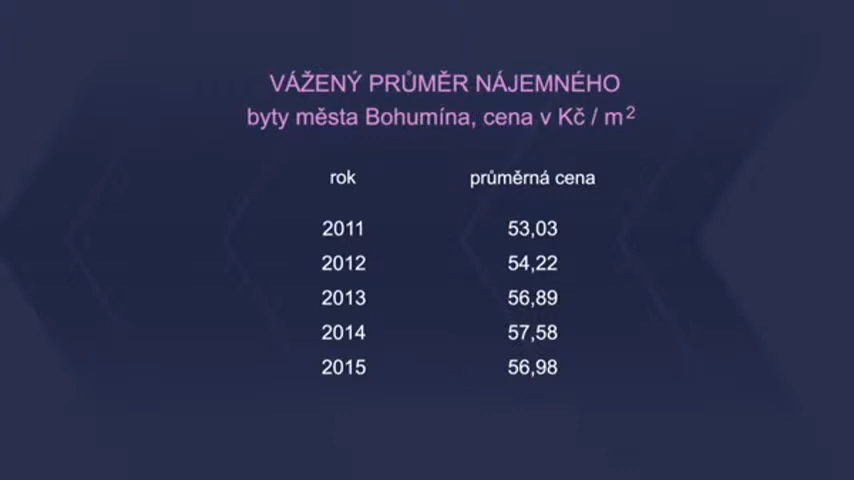 VÁŽENÝ PRŮMĚR NÁJEMNÉHO
byty města Bohumína, cena v Kč / m²
rok průměrná cena
2011 53,03
2012 54,22
2013 56,89
2014 57,58
2015 56,98